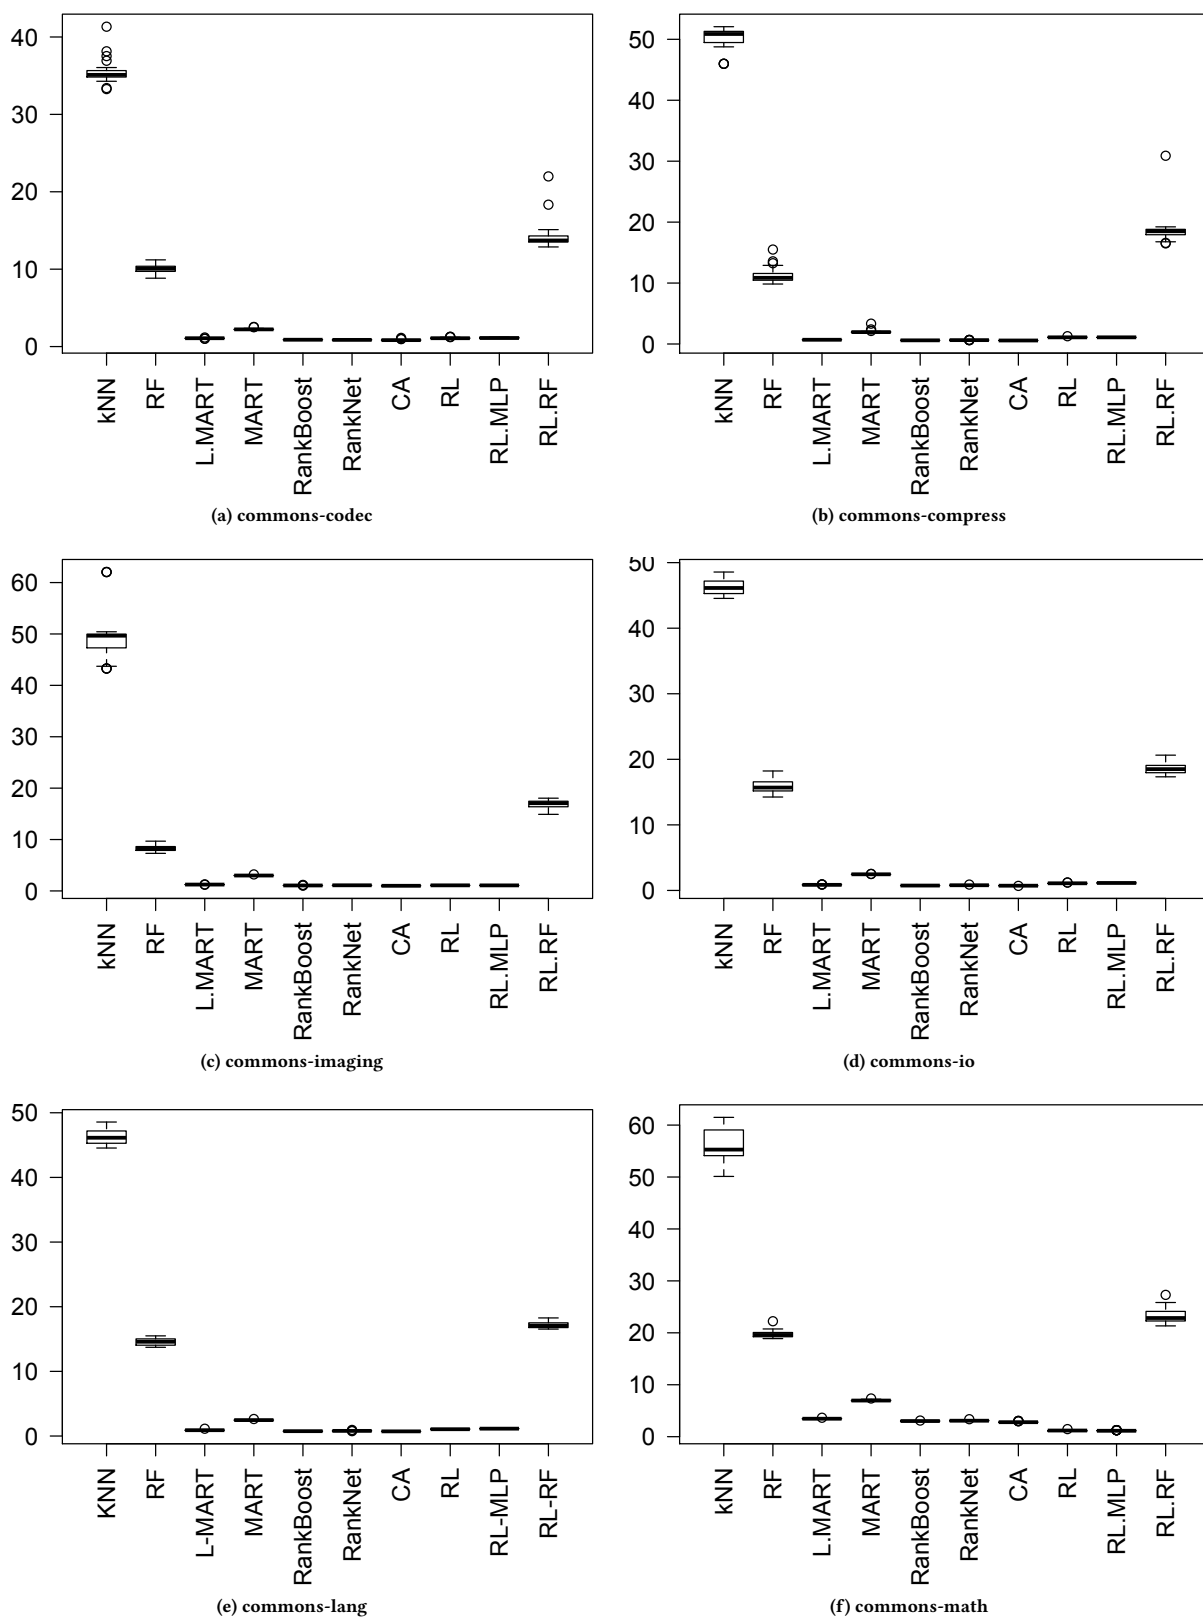 40
30
20
10
0
kNN
RF
L.MART
MART
RankBoost
RankNet
CA
RL
RL.MLP
RL.RF
(a) commons-codec
50
40
30
20
10
0
kNN
RF
L.MART
MART
RankBoost
RankNet
CA
RL
RL.MLP
RL.RF
(b) commons-compress
60
50
40
30
20
10
0
kNN
RF
L.MART
MART
RankBoost
RankNet
CA
RL
RL.MLP
RL.RF
(c) commons-imaging
50
40
30
20
10
0
kNN
RF
L.MART
MART
RankBoost
RankNet
CA
RL
RL.MLP
RL.RF
(d) commons-io
50
40
30
20
10
0
KNN
RF
L-MART
MART
RankBoost
RankNet
CA
RL
RL-MLP
RL-RF
(e) commons-lang
60
50
40
30
20
10
0
kNN
RF
L.MART
MART
RankBoost
RankNet
CA
RL
RL.MLP
RL.RF
(f) commons-math